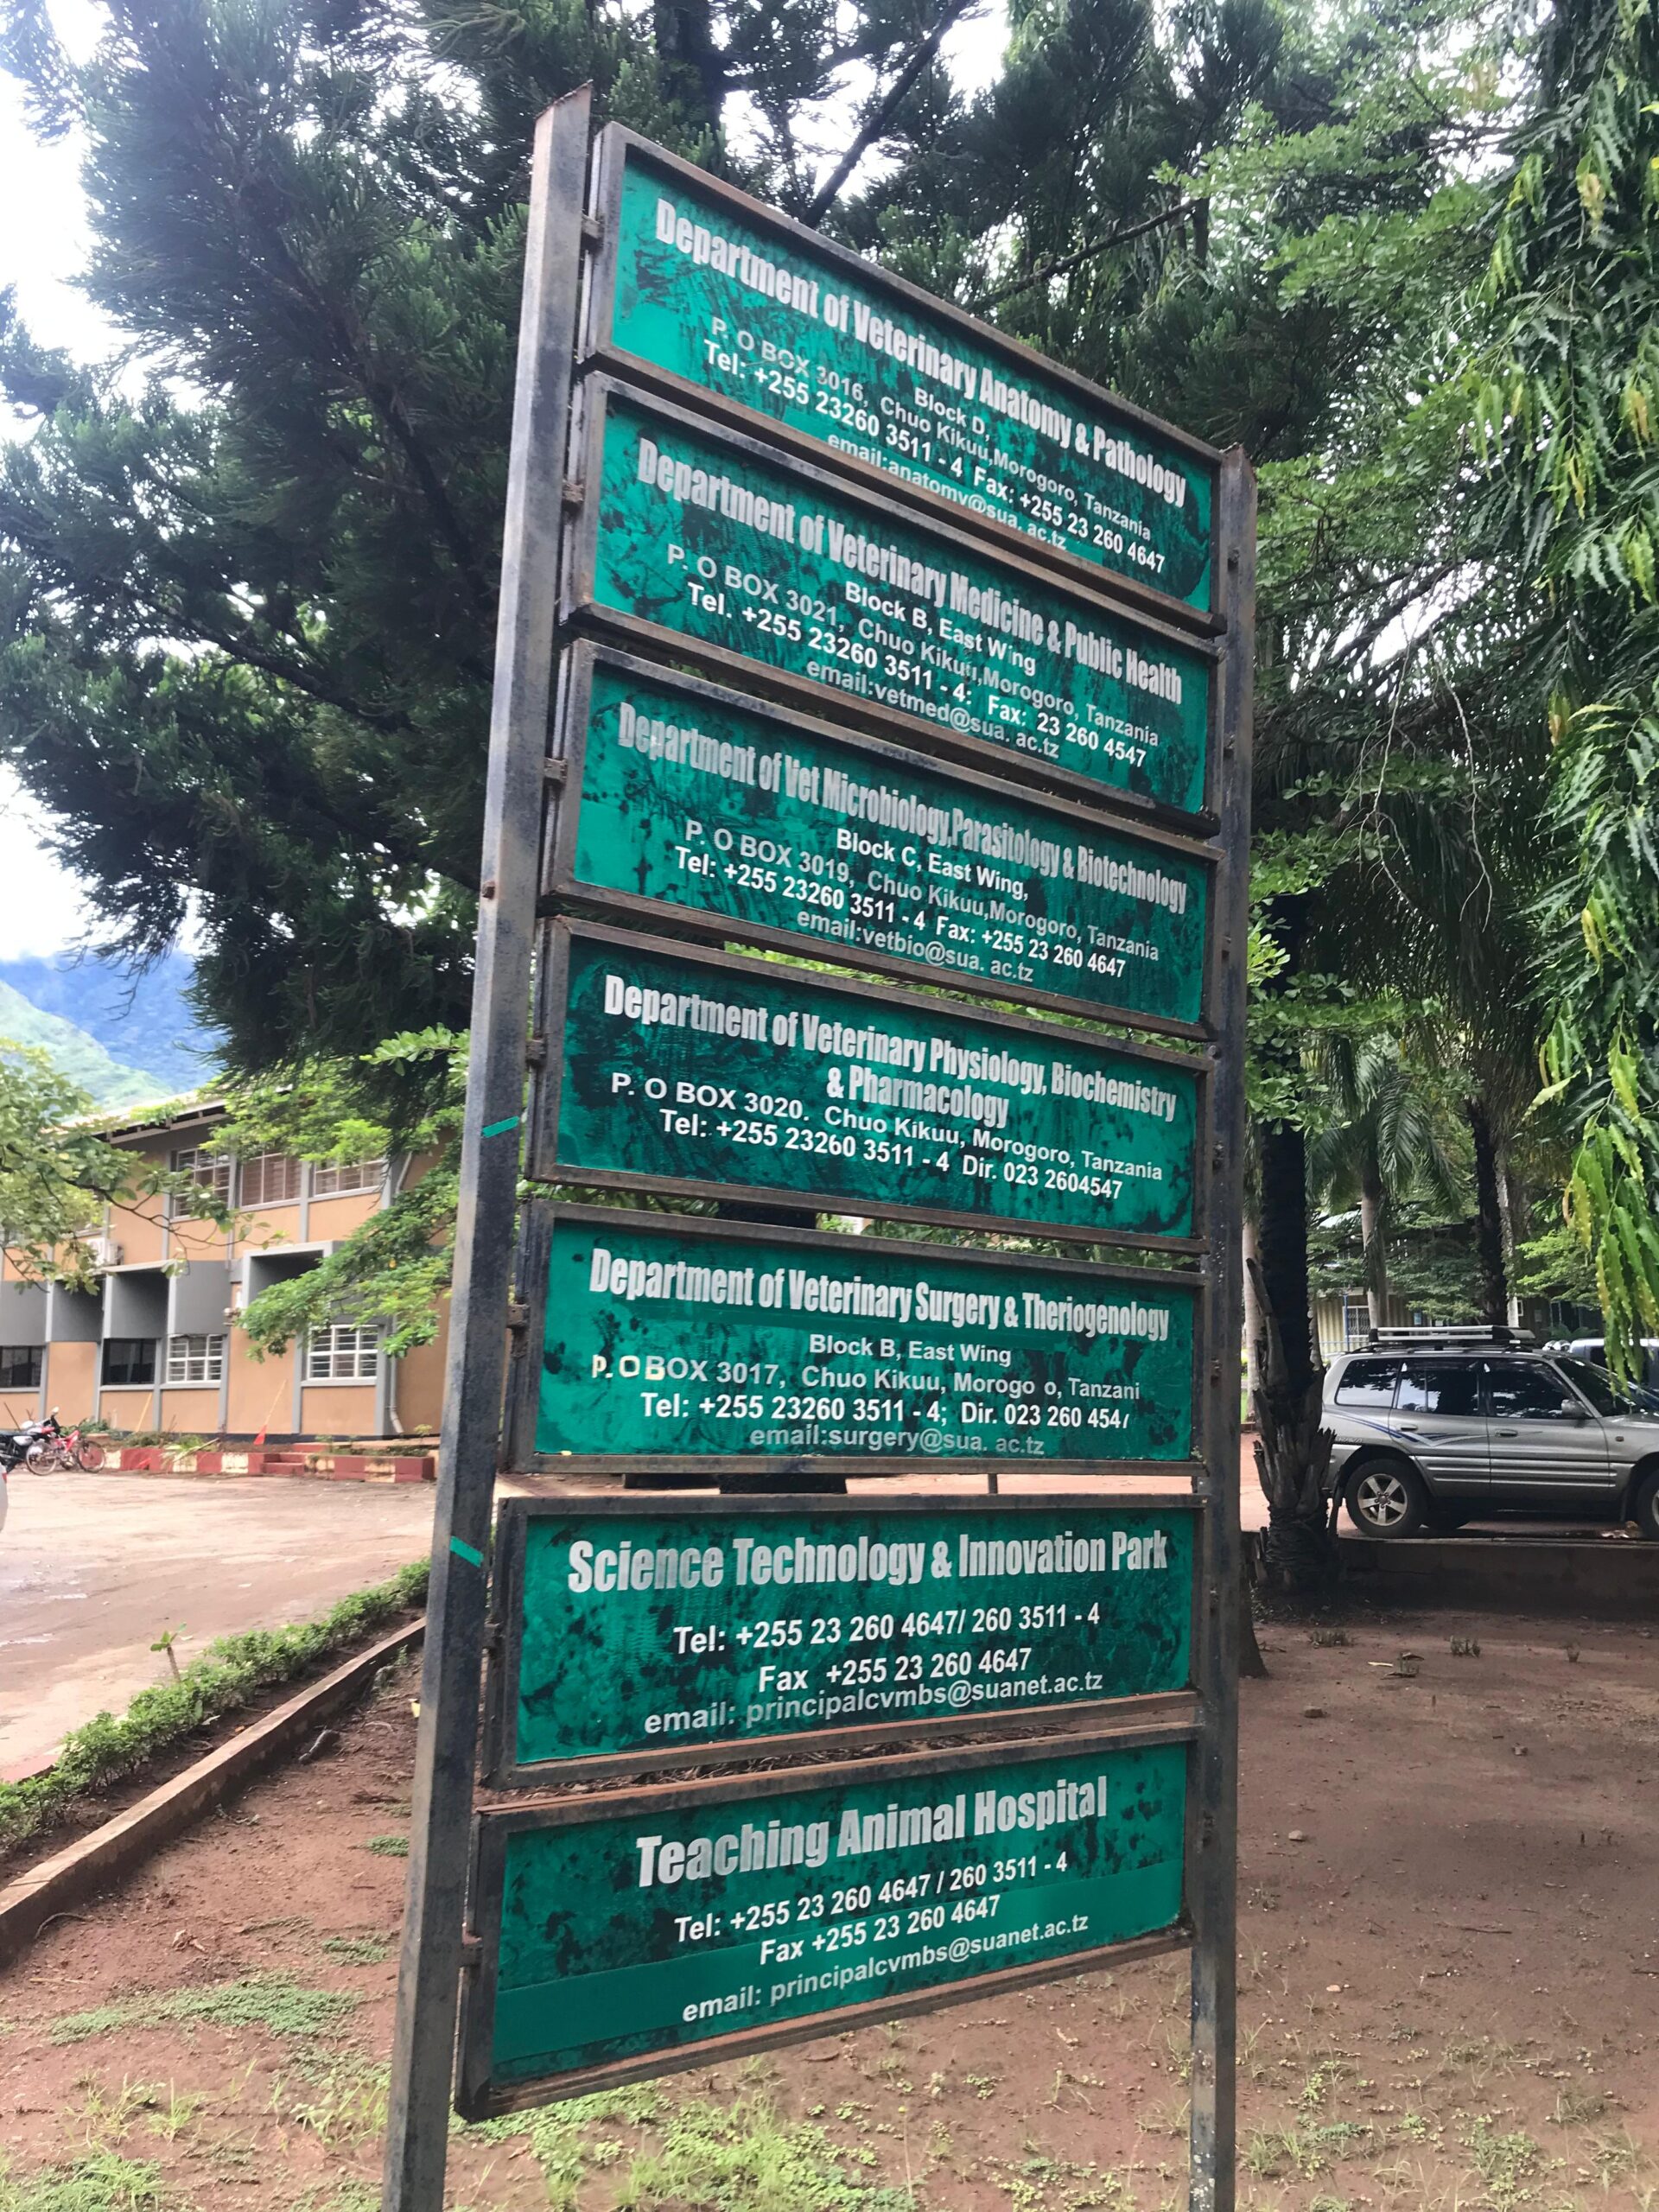 Department of Veterinary Anatomy & Pathology
Block D,
P. O BOX 3016, Chuo Kikuu,Morogoro, Tanzania
Tel: +255 23260 3511 - 4 Fax: +255 23 260 4647
email:anatomy@sua. ac.tz
Department of Veterinary Medicine & Public Health
Block B, East Wing
P. O BOX 3021, Chuo Kikuu,Morogoro, Tanzania
Tel. +255 23260 3511 - 4; Fax: 23 260 4547
email:vetmed@sua. ac.tz
Department of Vet Microbiology,Parasitology & Biotechnology
Block C, East Wing,
P. O BOX 3019, Chuo Kikuu,Morogoro, Tanzania
Tel: +255 23260 3511 - 4 Fax: +255 23 260 4647
email:vetbio@sua. ac.tz
Department of Veterinary Physiology, Biochemistry
& Pharmacology
P. O BOX 3020. Chuo Kikuu, Morogoro, Tanzania
Tel: +255 23260 3511 - 4 Dir. 023 2604547
Department of Veterinary Surgery & Theriogenology
Block B, East Wing
P. O BOX 3017, Chuo Kikuu, Morogo o, Tanzani
Tel: +255 23260 3511 - 4; Dir. 023 260 4547
email:surgery@sua. ac.tz
Science Technology & Innovation Park
Tel: +255 23 260 4647/ 260 3511 - 4
Fax +255 23 260 4647
email: principalcvmbs@suanet.ac.tz
Teaching Animal Hospital
Tel: +255 23 260 4647 / 260 3511 - 4
Fax +255 23 260 4647
email: principalcvmbs@suanet.ac.tz